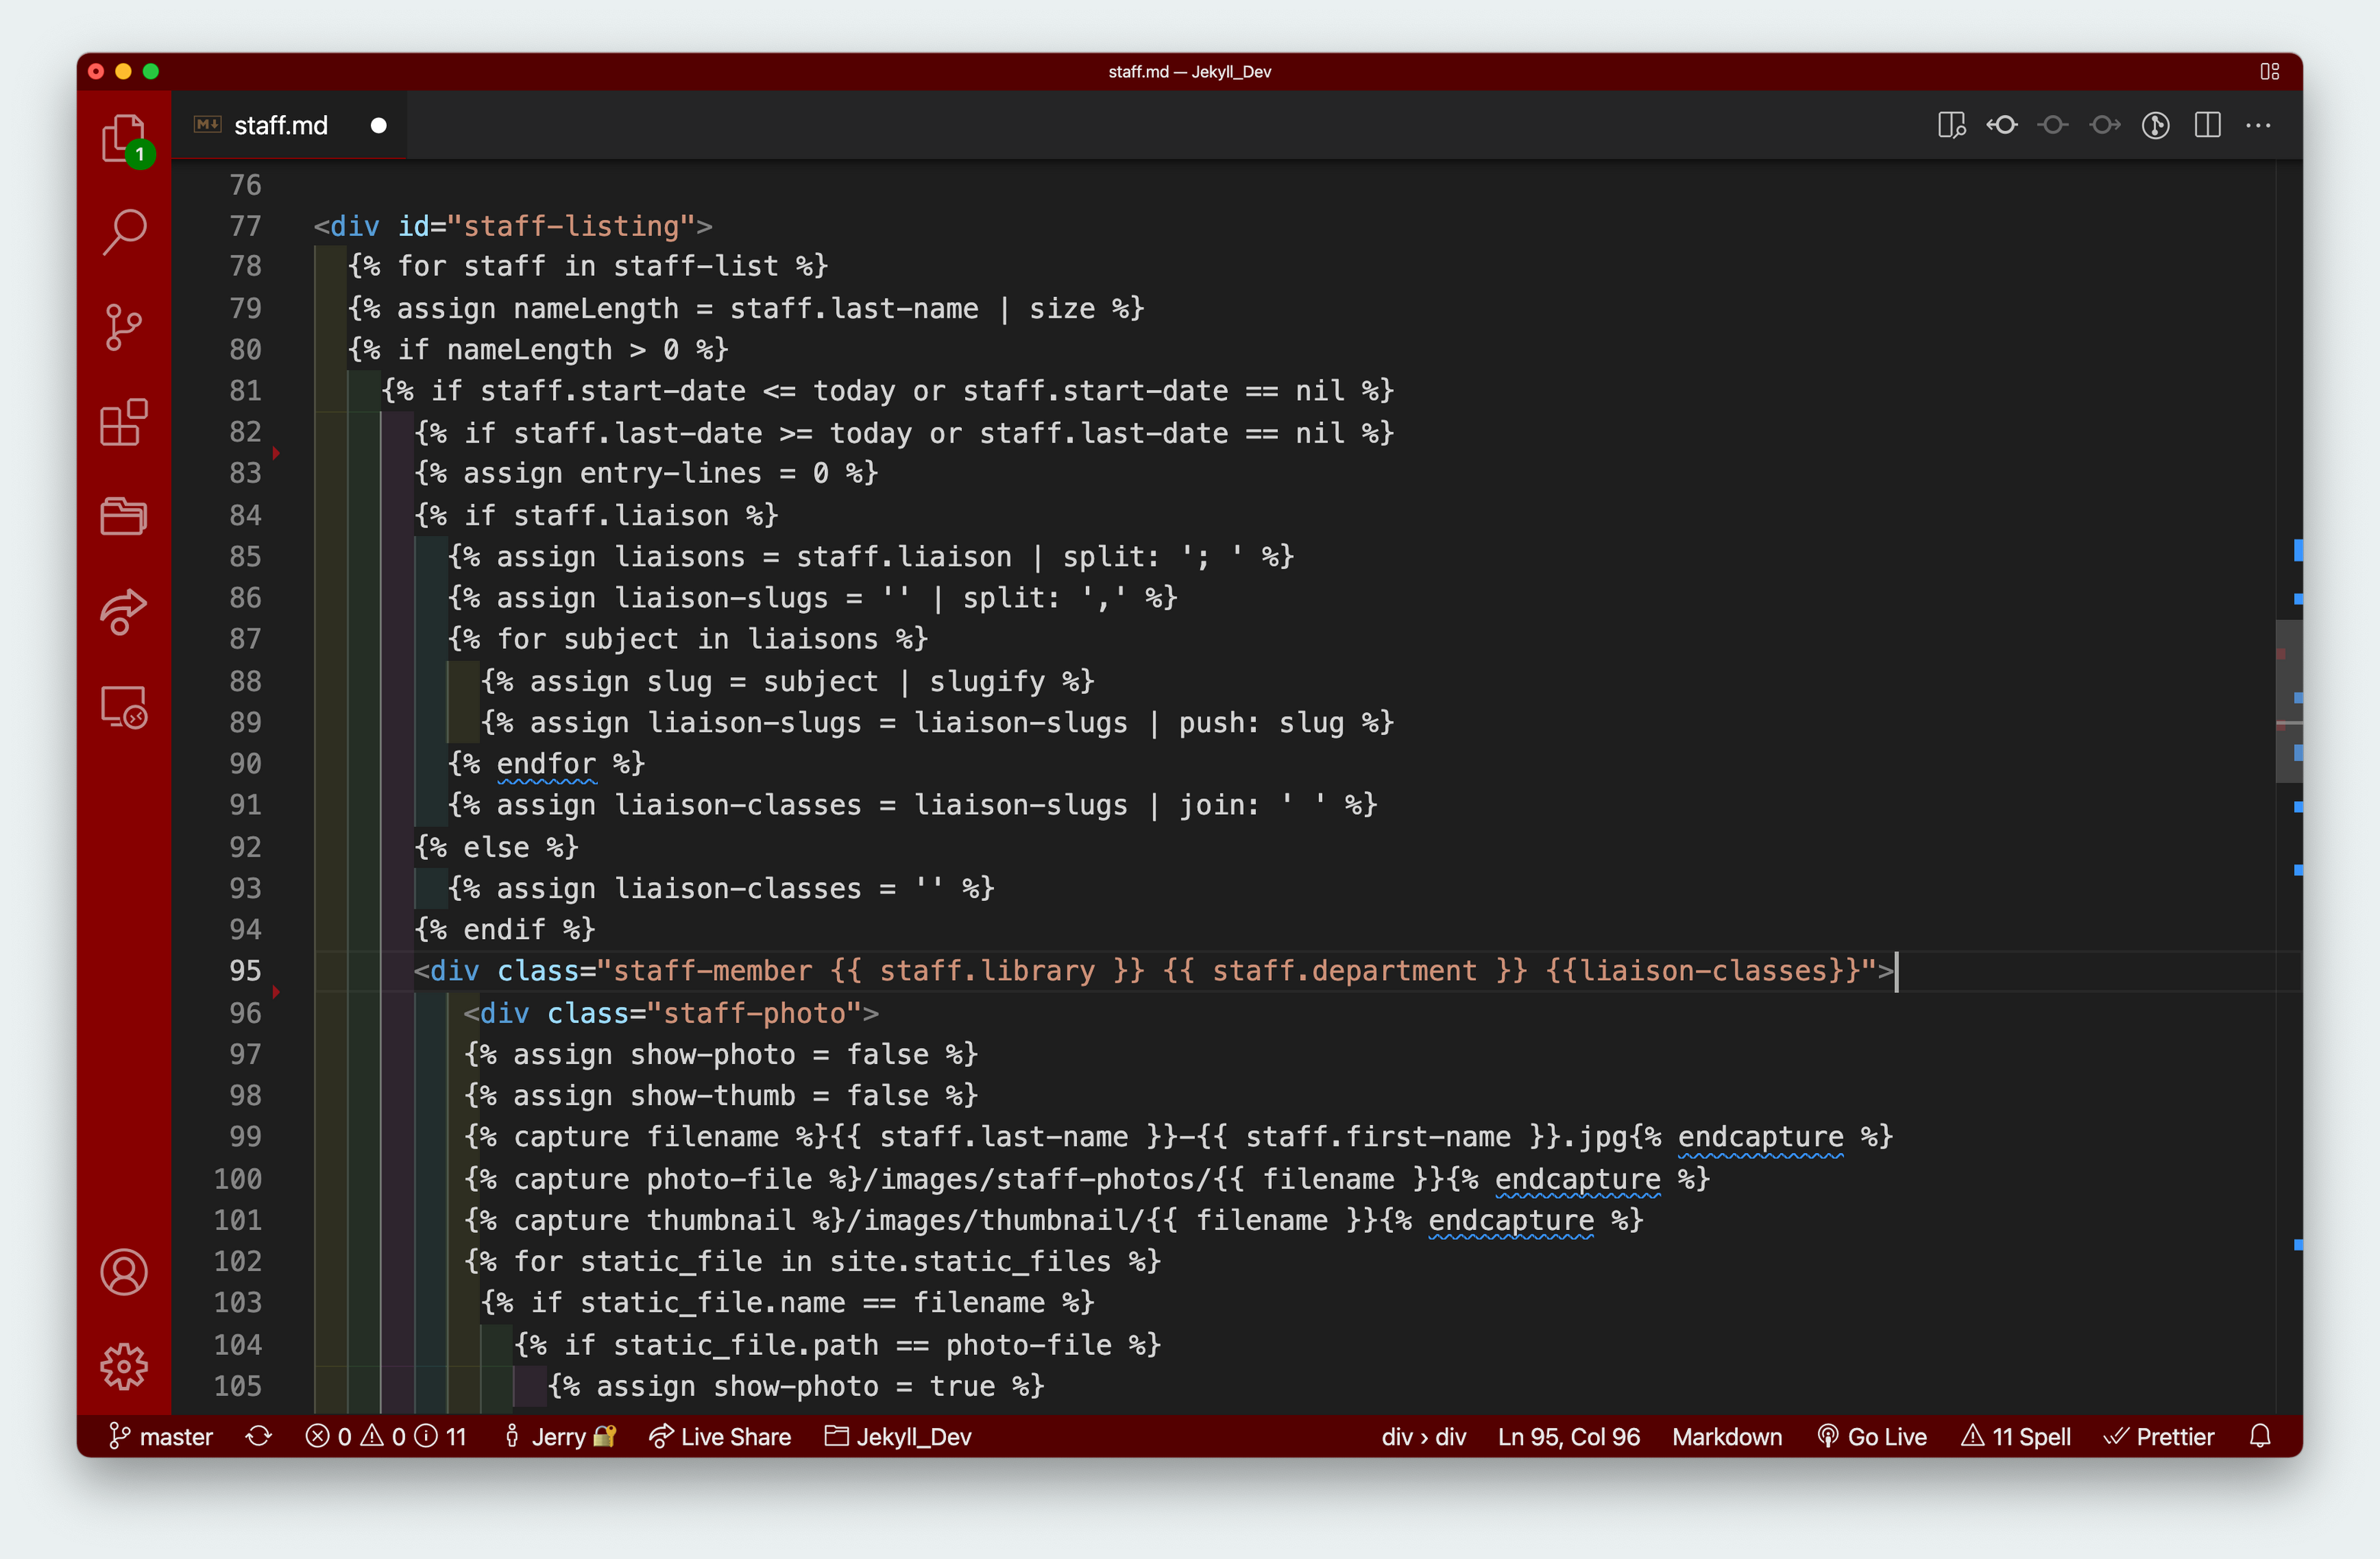 staff.md — Jekyll_Dev
1
M↓ staff.md
76
77 <div id="staff-listing">
78 {% for staff in staff-list %}
79 {% assign nameLength = staff.last-name | size %}
80 {% if nameLength > 0 %}
81 {% if staff.start-date <= today or staff.start-date == nil %}
82 {% if staff.last-date >= today or staff.last-date == nil %}
83 {% assign entry-lines = 0 %}
84 {% if staff.liaison %}
85 {% assign liaisons = staff.liaison | split: '; ' %}
86 {% assign liaison-slugs = '' | split: ',' %}
87 {% for subject in liaisons %}
88 {% assign slug = subject | slugify %}
89 {% assign liaison-slugs = liaison-slugs | push: slug %}
90 {% endfor %}
91 {% assign liaison-classes = liaison-slugs | join: ' ' %}
92 {% else %}
93 {% assign liaison-classes = '' %}
94 {% endif %}
95 <div class="staff-member {{ staff.library }} {{ staff.department }} {{liaison-classes}}">
96 <div class="staff-photo">
97 {% assign show-photo = false %}
98 {% assign show-thumb = false %}
99 {% capture filename %}{{ staff.last-name }}-{{ staff.first-name }}.jpg{% endcapture %}
100 {% capture photo-file %}/images/staff-photos/{{ filename }}{% endcapture %}
101 {% capture thumbnail %}/images/thumbnail/{{ filename }}{% endcapture %}
102 {% for static_file in site.static_files %}
103 {% if static_file.name == filename %}
104 {% if static_file.path == photo-file %}
105 {% assign show-photo = true %}
master 0 0 11 Jerry 🔐 Live Share Jekyll_Dev div › div Ln 95, Col 96 Markdown Go Live 11 Spell Prettier